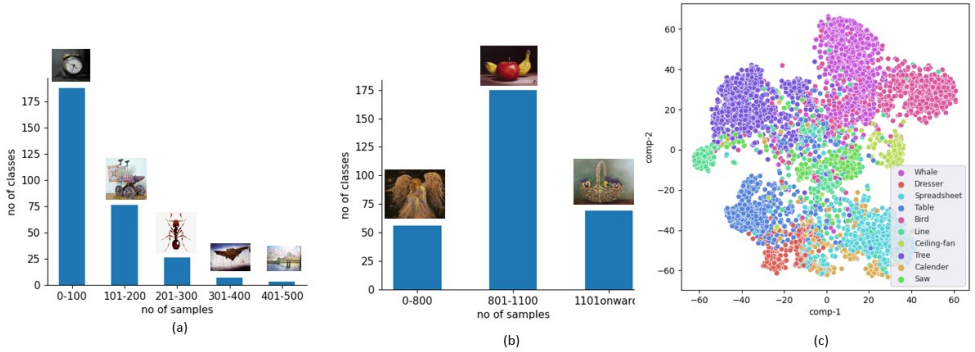 no of classes
175
150
125
100
75
50
25
0
0-100 101-200 201-300 301-400 401-500
no of samples
(a)
no of classes
175
150
125
100
75
50
25
0
0-800 801-1100 1101onward
no of samples
(b)
comp-2
60
40
20
0
−20
−40
−60
−60 −40 −20 0 20 40 60
comp-1
Whale
Dresser
Spreadsheet
Table
Bird
Line
Ceiling-fan
Tree
Calender
Saw
(c)